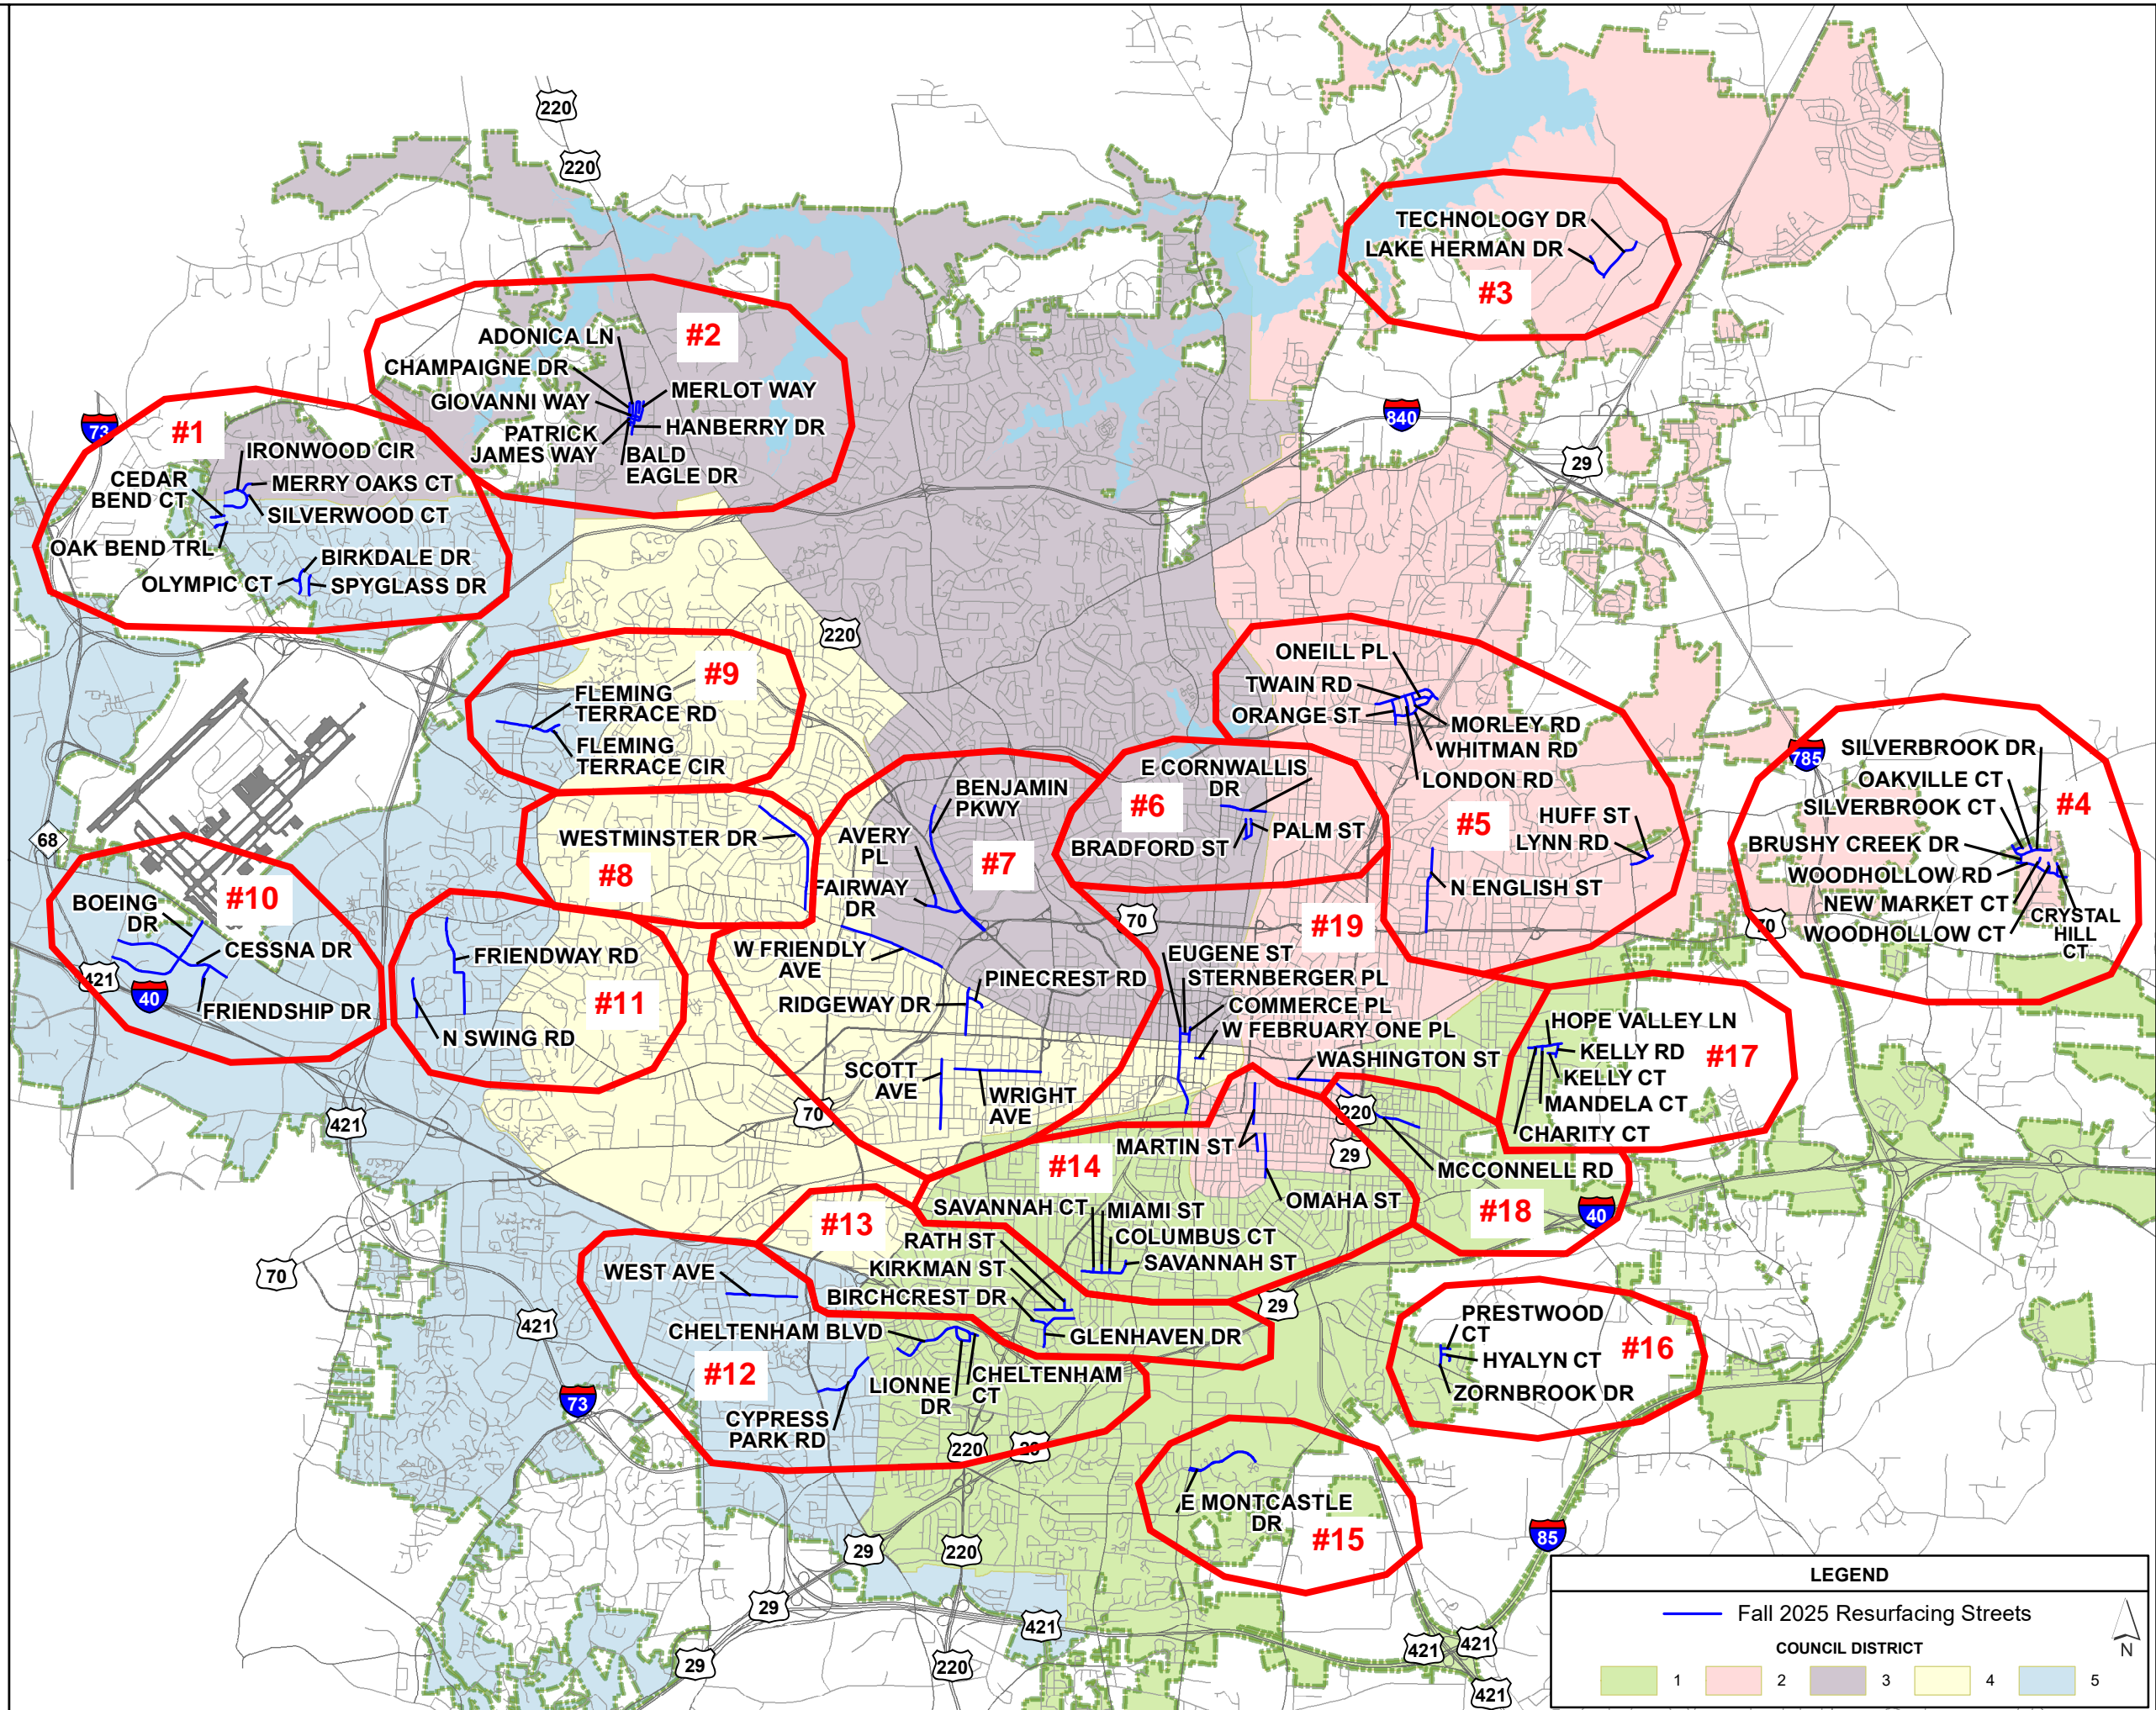 220
220
TECHNOLOGY DR
LAKE HERMAN DR
#3
#2
ADONICA LN
CHAMPAIGNE DR
GIOVANNI WAY
MERLOT WAY
HANBERRY DR
PATRICK
JAMES WAY
BALD
EAGLE DR
73
#1
IRONWOOD CIR
CEDAR
BEND CT
MERRY OAKS CT
SILVERWOOD CT
OAK BEND TRL
BIRKDALE DR
OLYMPIC CT
SPYGLASS DR
840
29
220
#9
FLEMING
TERRACE RD
FLEMING
TERRACE CIR
ONEILL PL
TWAIN RD
ORANGE ST
MORLEY RD
WHITMAN RD
LONDON RD
#5
HUFF ST
LYNN RD
N ENGLISH ST
785
SILVERBROOK DR
OAKVILLE CT
SILVERBROOK CT
#4
BRUSHY CREEK DR
WOODHOLLOW RD
NEW MARKET CT
WOODHOLLOW CT
CRYSTAL
HILL
CT
70
E CORNWALLIS
DR
#6
PALM ST
BRADFORD ST
BENJAMIN
PKWY
AVERY
PL
#7
FAIRWAY
DR
WESTMINSTER DR
#8
68
#10
BOEING
DR
CESSNA DR
421
40
FRIENDSHIP DR
FRIENDWAY RD
#11
N SWING RD
W FRIENDLY
AVE
70
#19
EUGENE ST
STERNBERGER PL
COMMERCE PL
W FEBRUARY ONE PL
WASHINGTON ST
PINECREST RD
RIDGEWAY DR
SCOTT
AVE
WRIGHT
AVE
70
421
HOPE VALLEY LN
KELLY RD
#17
KELLY CT
MANDELA CT
CHARITY CT
220
29
MARTIN ST
MCCONNELL RD
#14
OMAHA ST
#18
40
SAVANNAH CT
MIAMI ST
COLUMBUS CT
SAVANNAH ST
#13
RATH ST
KIRKMAN ST
BIRCHCREST DR
GLENHAVEN DR
29
WEST AVE
70
421
CHELTENHAM BLVD
#12
LIONNE
DR
CHELTENHAM
CT
CYPRESS
PARK RD
73
220
29
PRESTWOOD
CT
HYALYN CT
#16
ZORNBROOK DR
E MONTCASTLE
DR
#15
85
29
220
29
421
29
220
421
421
421
LEGEND
Fall 2025 Resurfacing Streets
COUNCIL DISTRICT
1 2 3 4 5
N